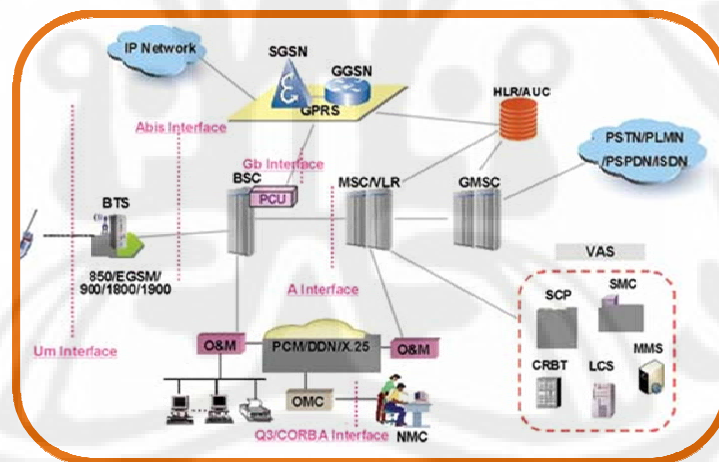 IP Network
SGSN
GGSN
GPRS
HLR/AUC
Abis Interface
Gb Interface
PSTN/PLMN
/PSPDN/ISDN
BSC
PCU
MSC/VLR
GMSC
BTS
850/EGSM/
900/1800/1900
A Interface
VAS
SCP
SMC
MMS
CRBT
LCS
Um Interface
O&M
PCM/DDN/X.25
O&M
OMC
Q3/CORBA Interface
NMC